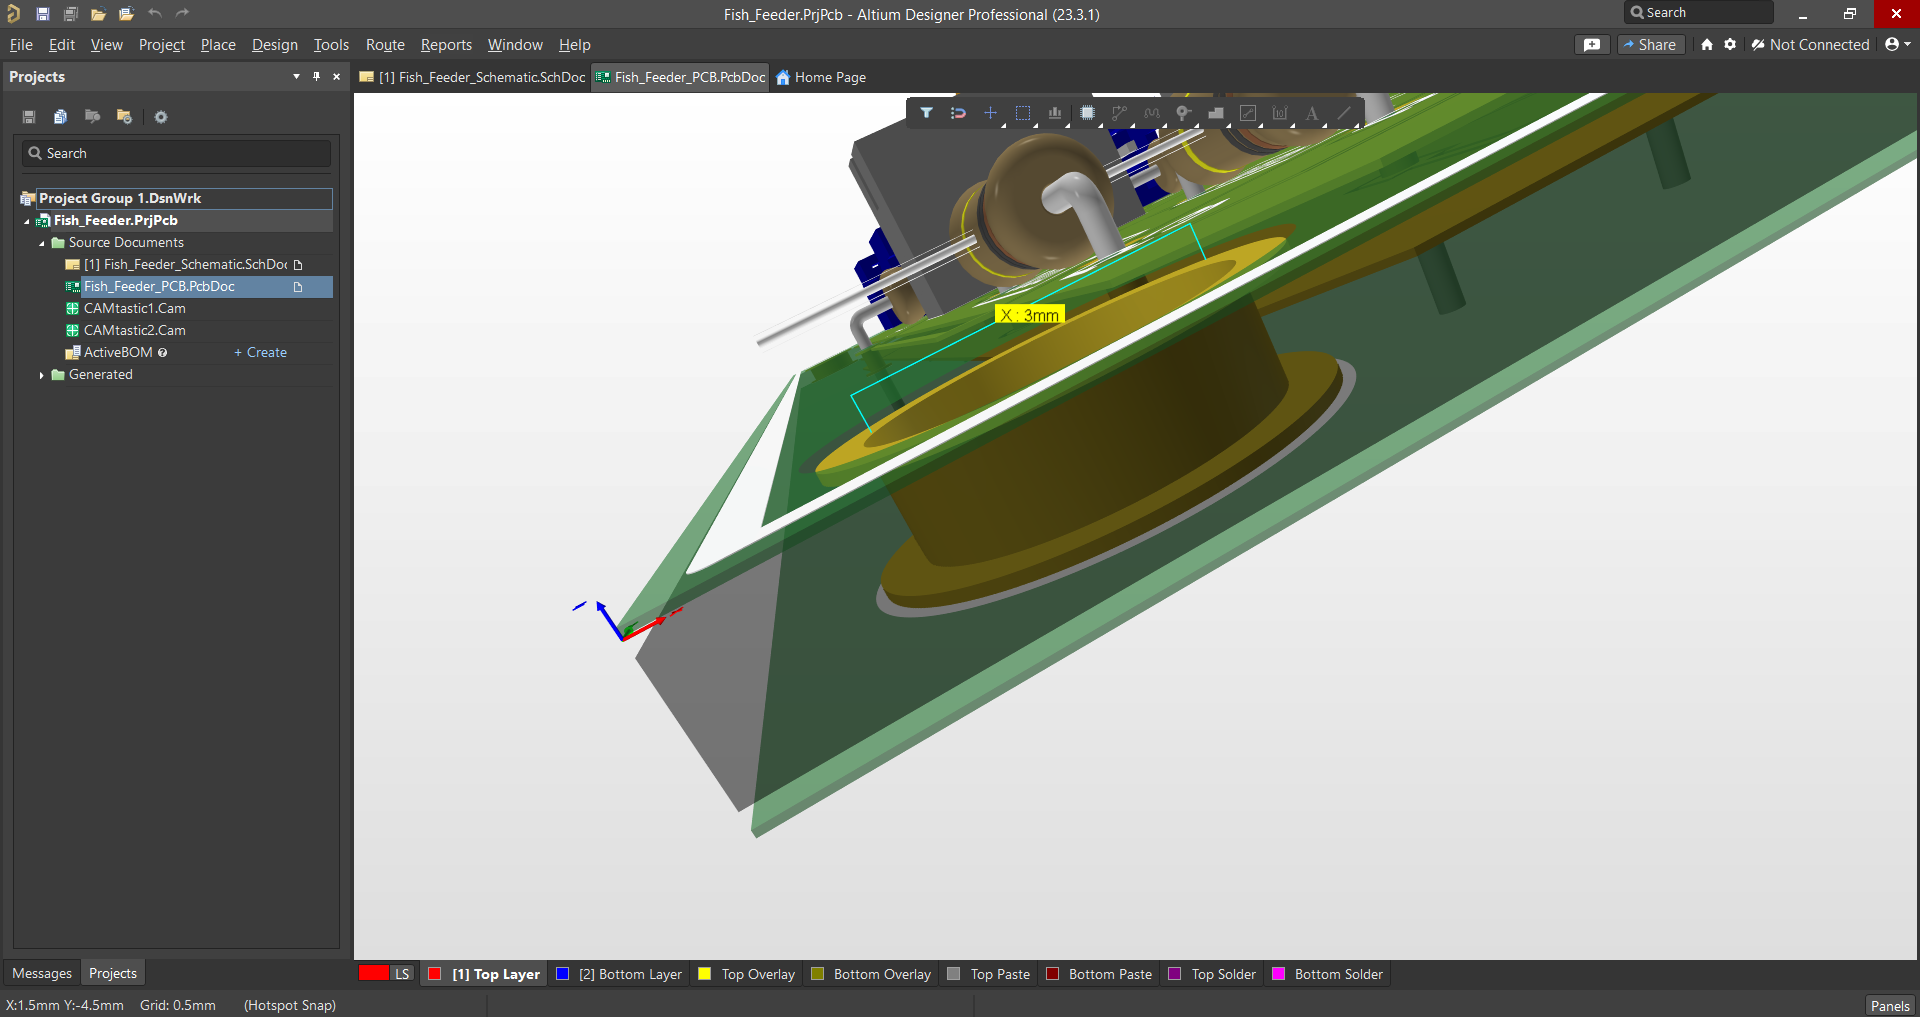 Fish_Feeder.PrjPcb - Altium Designer Professional (23.3.1)
Search
File Edit View Project Place Design Tools Route Reports Window Help
Share
Not Connected
Projects
[1] Fish_Feeder_Schematic.SchDoc
Fish_Feeder_PCB.PcbDoc
Home Page
Search
Project Group 1.DsnWrk
Fish_Feeder.PrjPcb
Source Documents
[1] Fish_Feeder_Schematic.SchDoc
Fish_Feeder_PCB.PcbDoc
CAMtastic1.Cam
CAMtastic2.Cam
ActiveBOM + Create
Generated
X : 3mm
Messages Projects
LS [1] Top Layer [2] Bottom Layer Top Overlay Bottom Overlay Top Paste Bottom Paste Top Solder Bottom Solder
X:1.5mm Y:-4.5mm Grid: 0.5mm (Hotspot Snap)
Panels